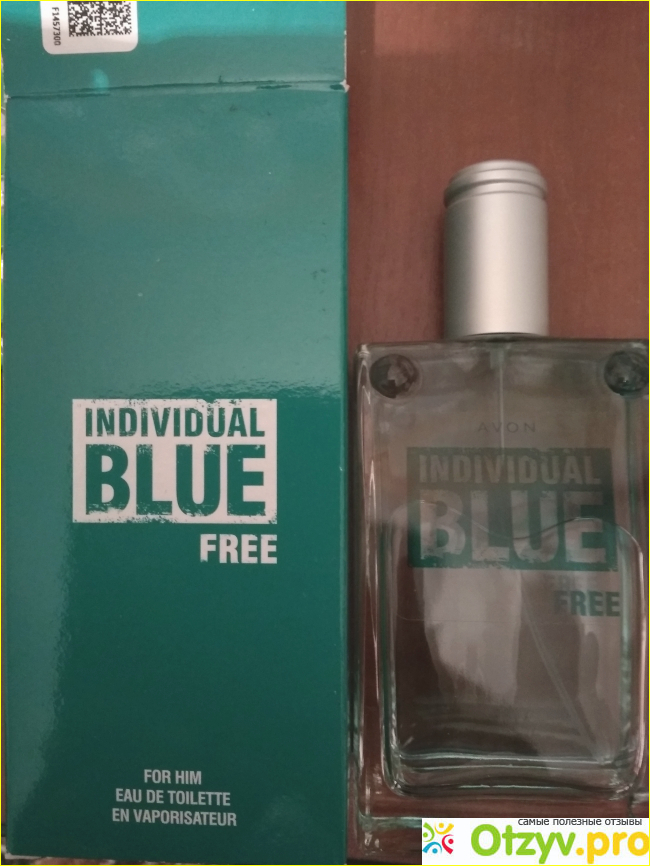 F1457300
INDIVIDUAL
BLUE
FREE
FOR HIM
EAU DE TOILETTE
EN VAPORISATEUR
AVON
INDIVIDUAL
BLUE
FREE
самые полезные отзывы
Otzyv.pro